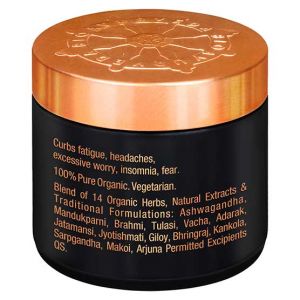 Curbs fatigue, headaches,
excessive worry, insomnia, fear.
100% Pure Organic. Vegetarian.
Blend of 14 Organic Herbs, Natural Extracts &
Traditional Formulations: Ashwagandha,
Mandukparni, Brahmi, Tulasi, Vacha, Adarak,
Jatamansi, Jyotishmati, Giloy, Bhringraj, Kankola,
Sarpgandha, Makoi, Arjuna Permitted Excipients
QS.